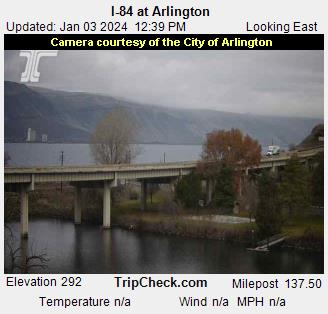 I-84 at Arlington
Updated: Jan 03 2024 12:39 PM Looking East
Camera courtesy of the City of Arlington
Elevation 292 TripCheck.com Milepost 137.50
Temperature n/a Wind n/a MPH n/a